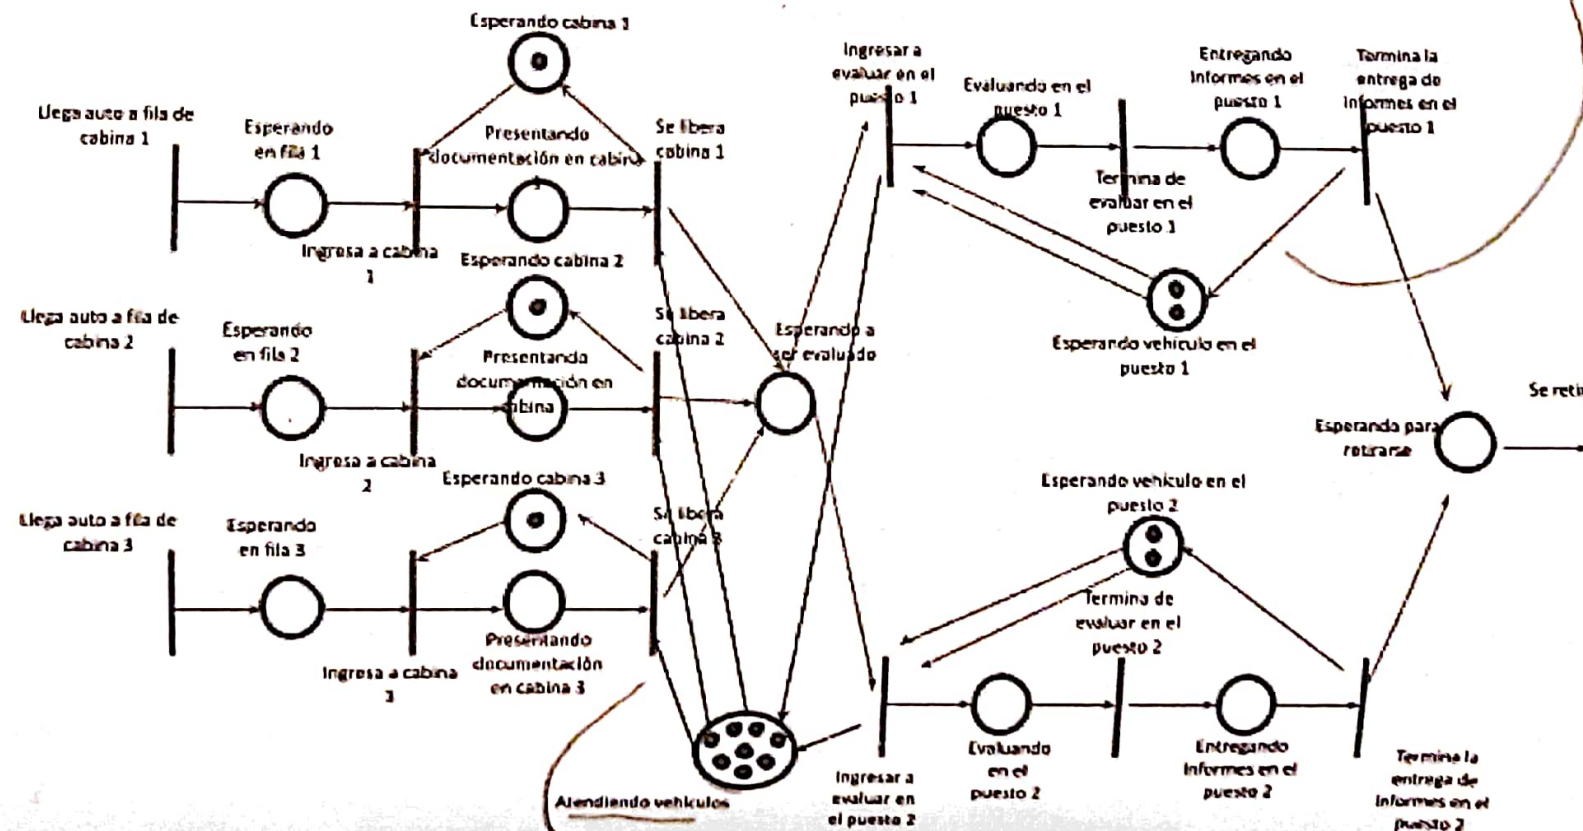 Esperando cabina 1
Llega auto a fila de
cabina 1
Esperando
en fila 1
Presentando
documentación en cabina
1
Se libera
cabina 1
Ingresa a cabina
1
Ingresar a
evaluar en el
puesto 1
Evaluando en el
puesto 1
Entregando
Informes en el
puesto 1
Termina la
entrega de
Informes en el
puesto 1
Termina de
evaluar en el
puesto 1
Esperando vehículo en el
puesto 1
Esperando cabina 2
Llega auto a fila de
cabina 2
Esperando
en fila 2
Presentando
documentación en
cabina
Se libera
cabina 2
Ingresa a cabina
2
Esperando a
ser evaluado
Esperando para
retirarse
Se reti
Esperando cabina 3
Llega auto a fila de
cabina 3
Esperando
en fila 3
Se libera
cabina 3
Presentando
documentación
en cabina 3
Ingresa a cabina
3
Esperando vehículo en el
puesto 2
Termina de
evaluar en el
puesto 2
Atendiendo vehículos
Ingresar a
evaluar en
el puesto 2
Evaluando
en el
puesto 2
Entregando
Informes en el
puesto 2
Termina la
entrega de
Informes en el
puesto 2